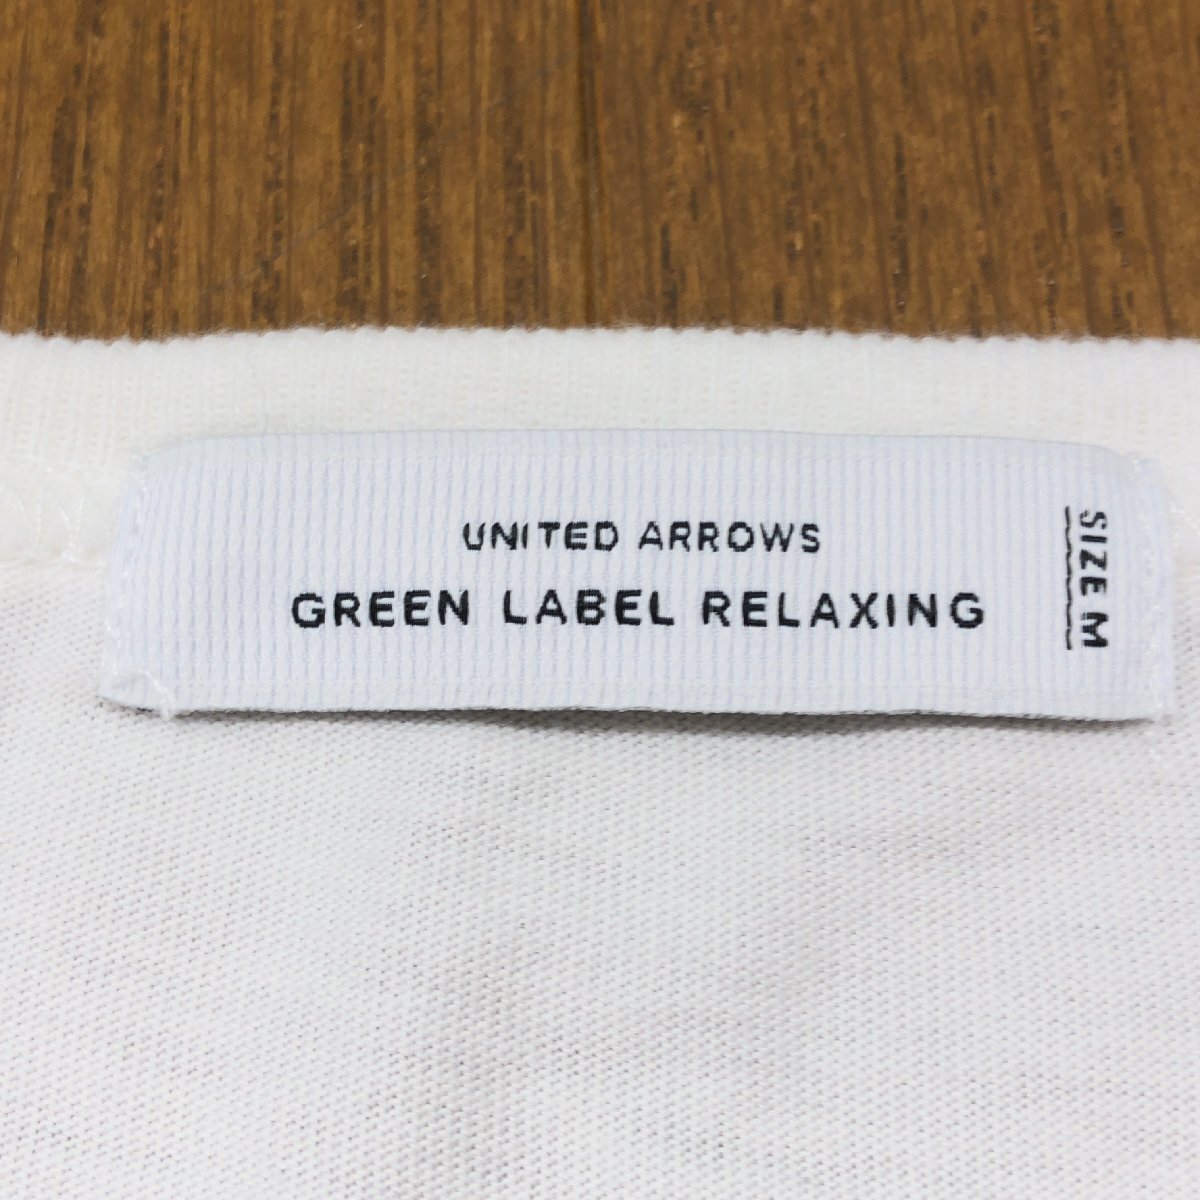 UNITED ARROWS
GREEN LABEL RELAXING
SIZE M